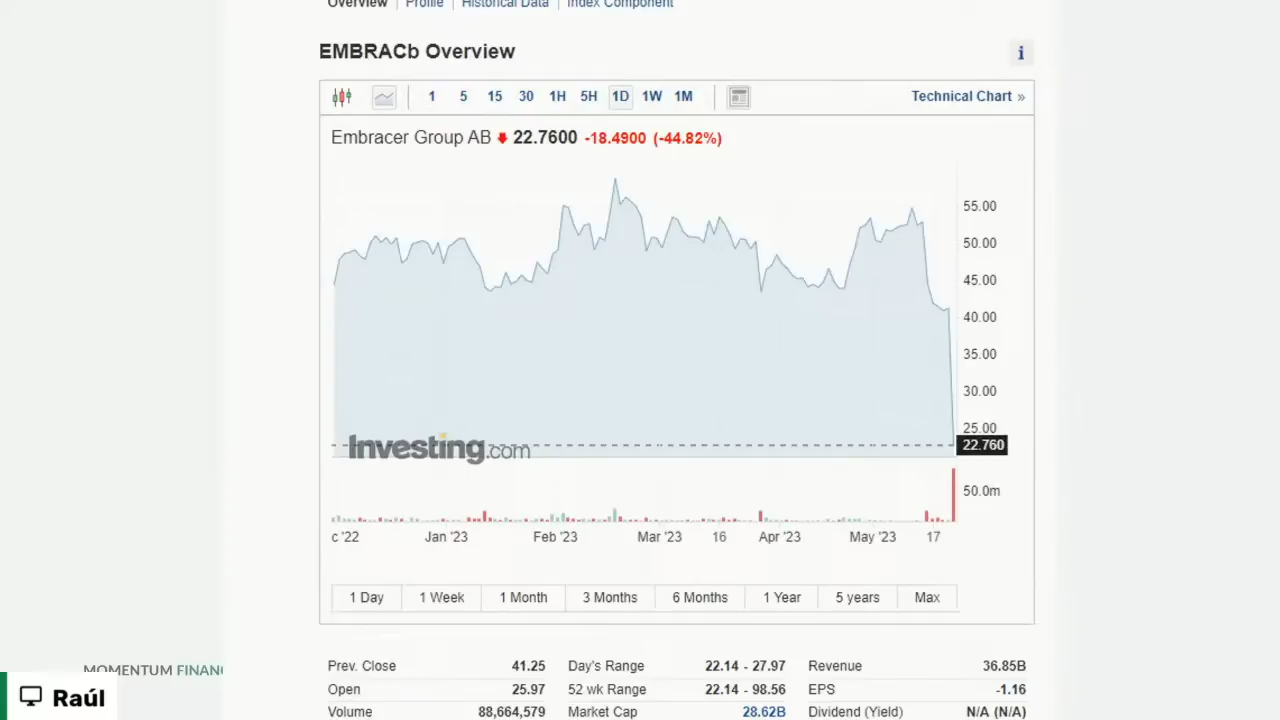 Overview | Profile | Historical Data | Index Component
EMBRACb Overview
1 5 15 30 1H 5H 1D 1W 1M Technical Chart »
Embracer Group AB 22.7600 -18.4900 (-44.82%)
55.00
50.00
45.00
40.00
35.00
30.00
25.00
22.760
Investing.com
50.0m
c '22 Jan '23 Feb '23 Mar '23 16 Apr '23 May '23 17
1 Day 1 Week 1 Month 3 Months 6 Months 1 Year 5 years Max
Prev. Close 41.25 Day's Range 22.14 - 27.97 Revenue 36.85B
Open 25.97 52 wk Range 22.14 - 98.56 EPS -1.16
Volume 88,664,579 Market Cap 28.62B Dividend (Yield) N/A (N/A)
MOMENTUM FINANC
Raúl